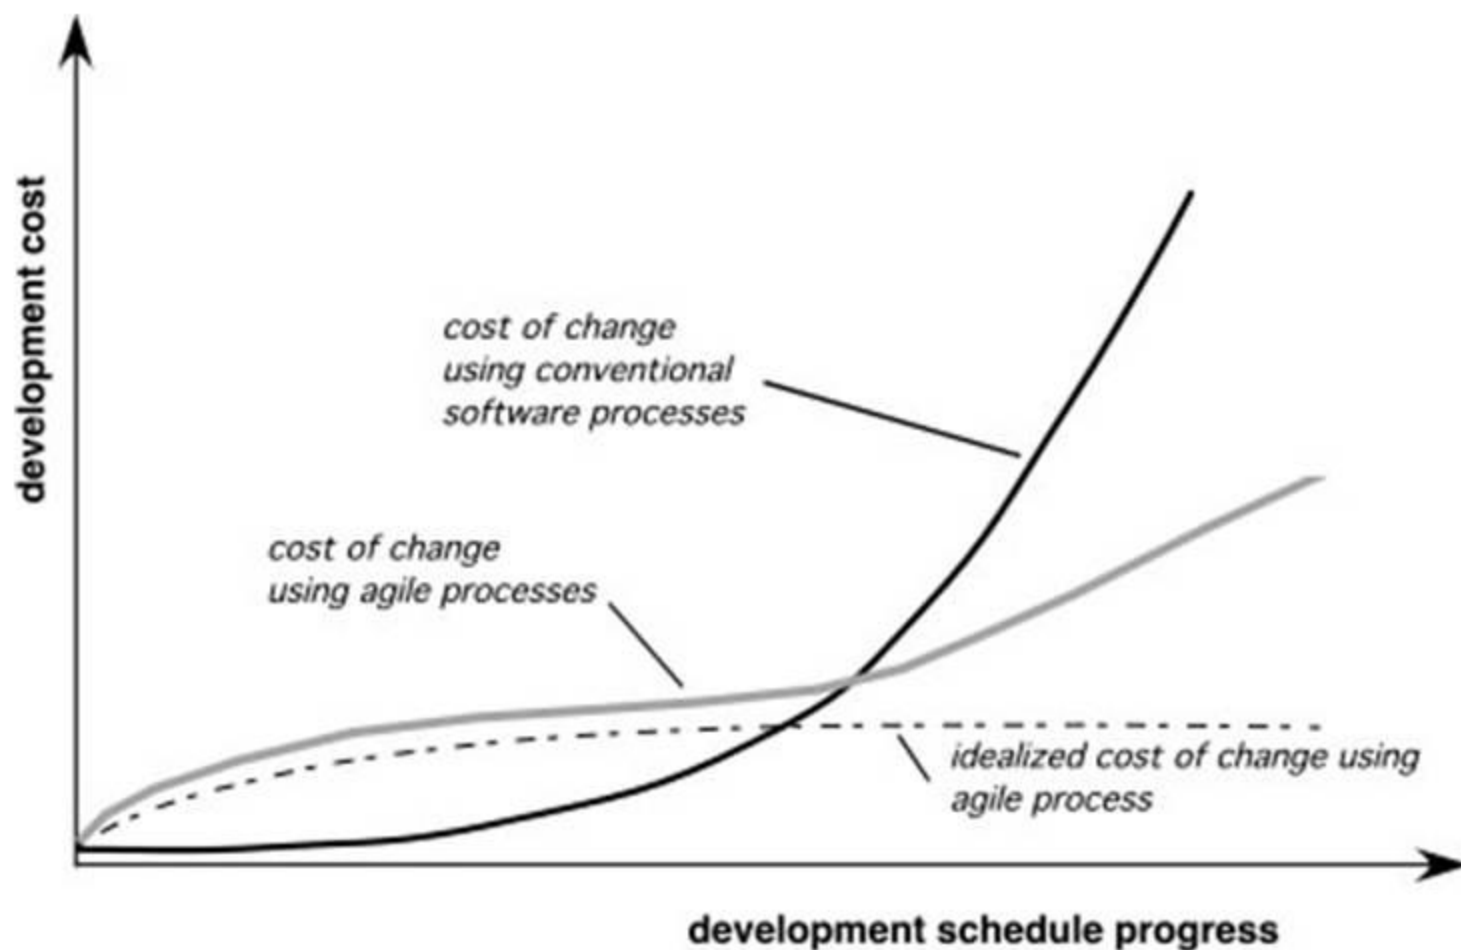 development cost
cost of change
using conventional
software processes
cost of change
using agile processes
idealized cost of change using
agile process
development schedule progress